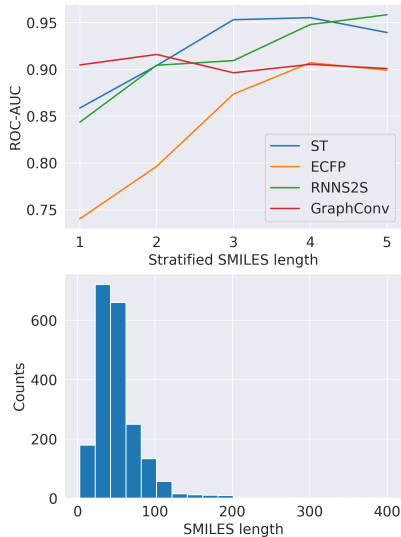 0.95
0.90
0.85
0.80
0.75
ROC-AUC
ST
ECFP
RNNS2S
GraphConv
1 2 3 4 5
Stratified SMILES length
600
400
200
0
Counts
0 100 200 300 400
SMILES length